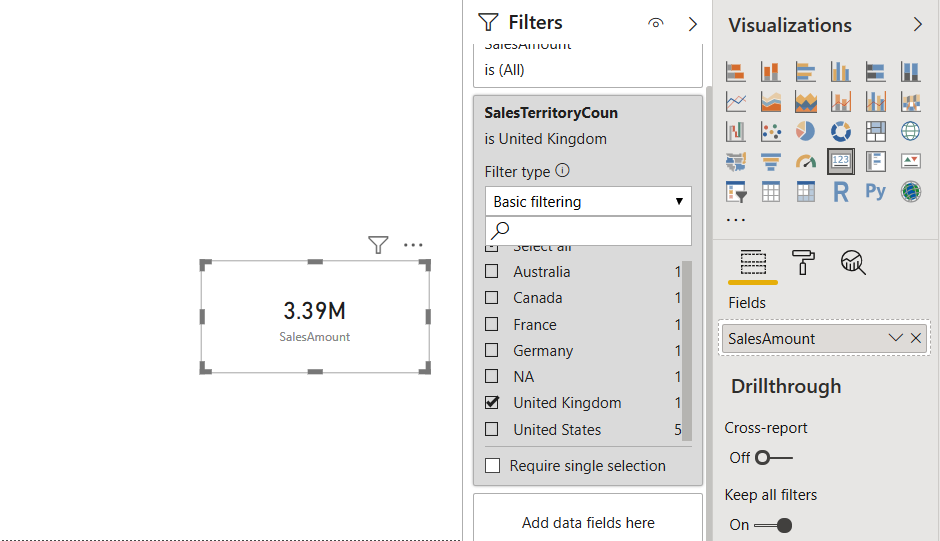 Filters
SalesAmount
is (All)
SalesTerritoryCoun
is United Kingdom
Filter type
Basic filtering
Select all
Australia 1
Canada 1
France 1
Germany 1
NA 1
United Kingdom 1
United States 5
Require single selection
Add data fields here
3.39M
SalesAmount
Visualizations
123
R
Py
Fields
SalesAmount
Drillthrough
Cross-report
Off
Keep all filters
On